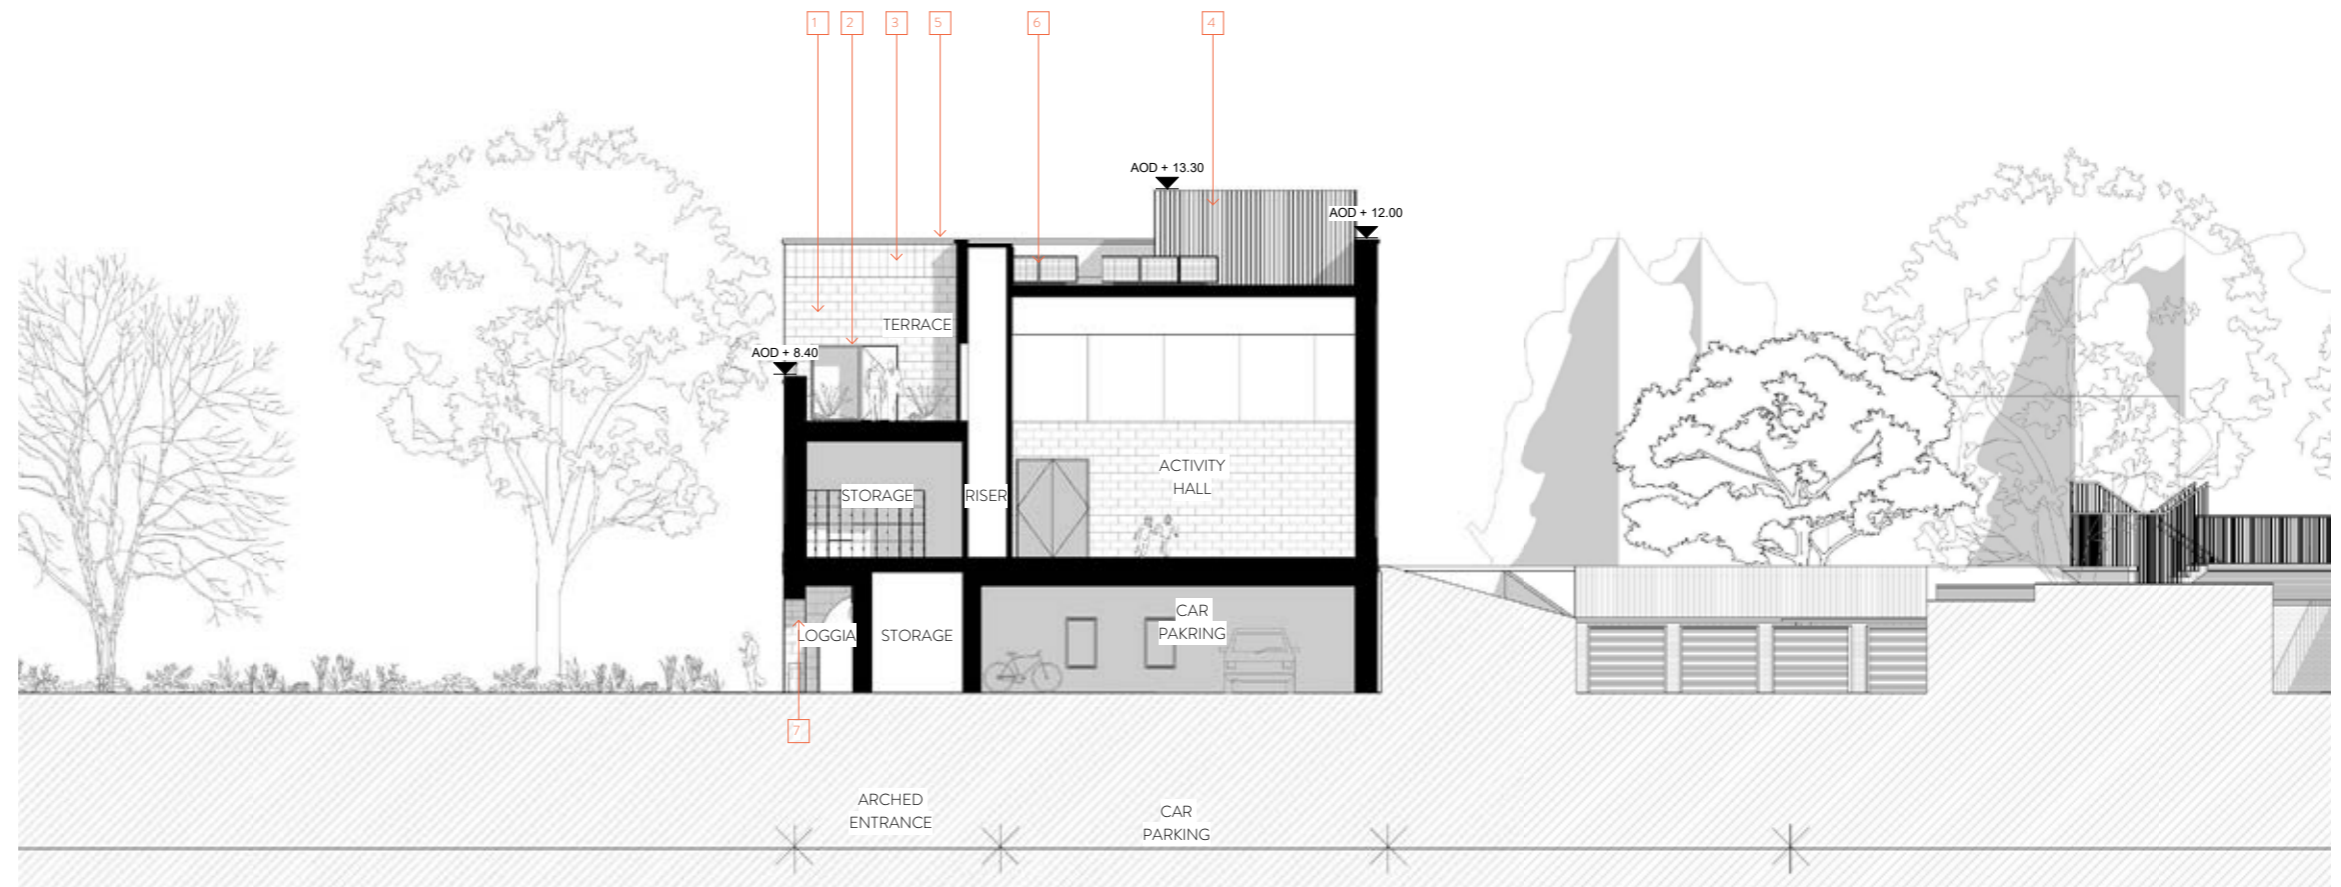 1
2
3
5
6
4
AOD + 13.30
AOD + 12.00
TERRACE
AOD + 8.40
ACTIVITY
HALL
STORAGE
RISER
CAR
PAKRING
LOGGIA
STORAGE
7
ARCHED
ENTRANCE
CAR
PARKING